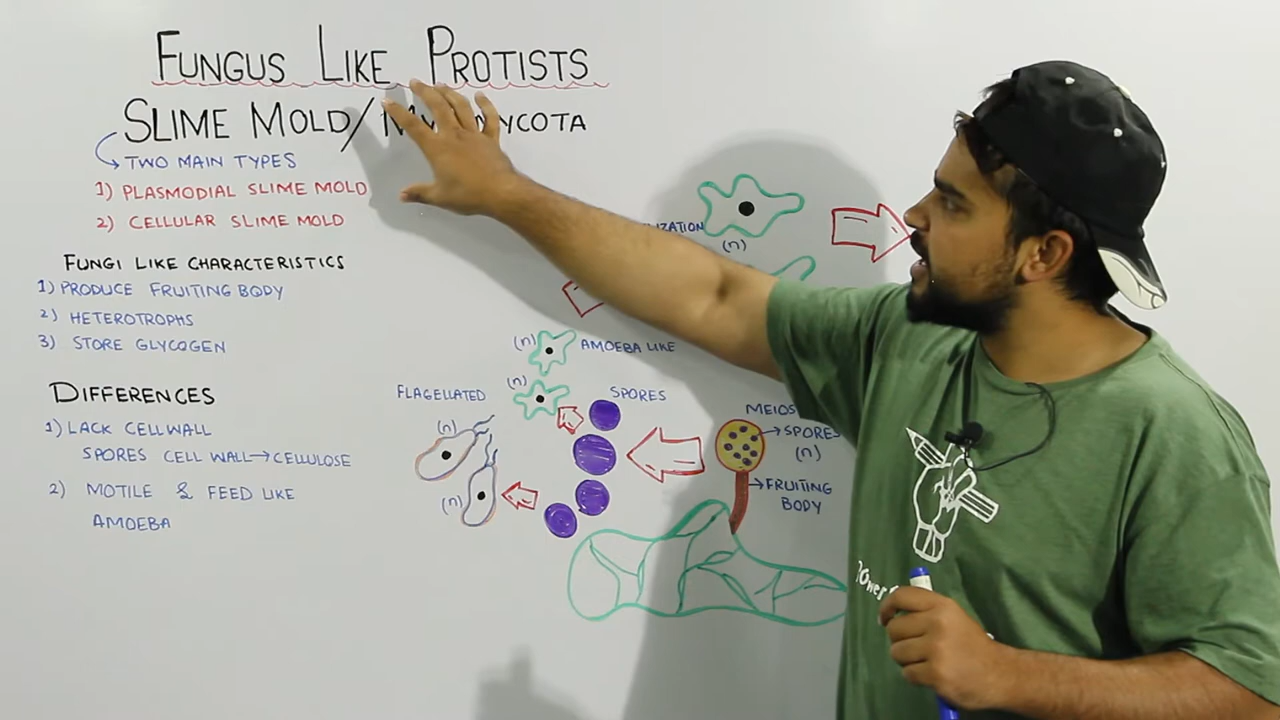 FUNGUS LIKE PROTISTS
SLIME MOLD/
TWO MAIN TYPES
1) PLASMODIAL SLIME MOLD
2) CELLULAR SLIME MOLD
FUNGI LIKE CHARACTERISTICS
1) PRODUCE FRUITING BODY
2) HETEROTROPHS
3) STORE GLYCOGEN
DIFFERENCES
1) LACK CELL WALL
SPORES CELL WALL→CELLULOSE
2) MOTILE & FEED LIKE
AMOEBA
(n)
(n) AMOEBA LIKE
(n)
FLAGELLATED
(n)
(n)
SPORES
SPORES
(n)
FRUITING
BODY